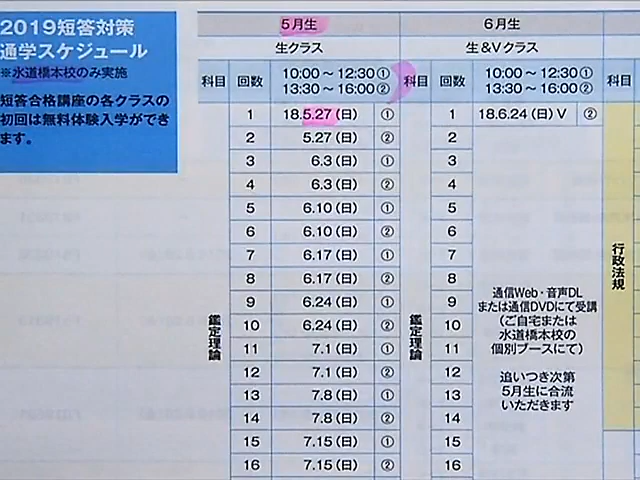 2019短答対策
通学スケジュール
※水道橋本校のみ実施
短答合格講座の各クラスの
初回は無料体験入学ができ
ます。
5月生 6月生
生クラス 生&Vクラス
科目 回数 10:00～12:30① 13:30～16:00② 科目 回数 10:00～12:30① 13:30～16:00② 科目
1 18.5.27(日) ① 1 18.6.24(日)V ②
2 5.27(日) ② 2
3 6.3(日) ① 3
4 6.3(日) ② 4
5 6.10(日) ① 5
6 6.10(日) ② 6
7 6.17(日) ① 7
8 6.17(日) ② 8
9 6.24(日) ① 9
10 6.24(日) ② 10
11 7.1(日) ① 11
12 7.1(日) ② 12
13 7.8(日) ① 13
14 7.8(日) ② 14
15 7.15(日) ① 15
16 7.15(日) ② 16
鑑定理論
鑑定理論
通信Web・音声DL
または通信DVDにて受講
(ご自宅または
水道橋本校の
個別ブースにて)
追いつき次第
5月生に合流
いただきます
行政法規